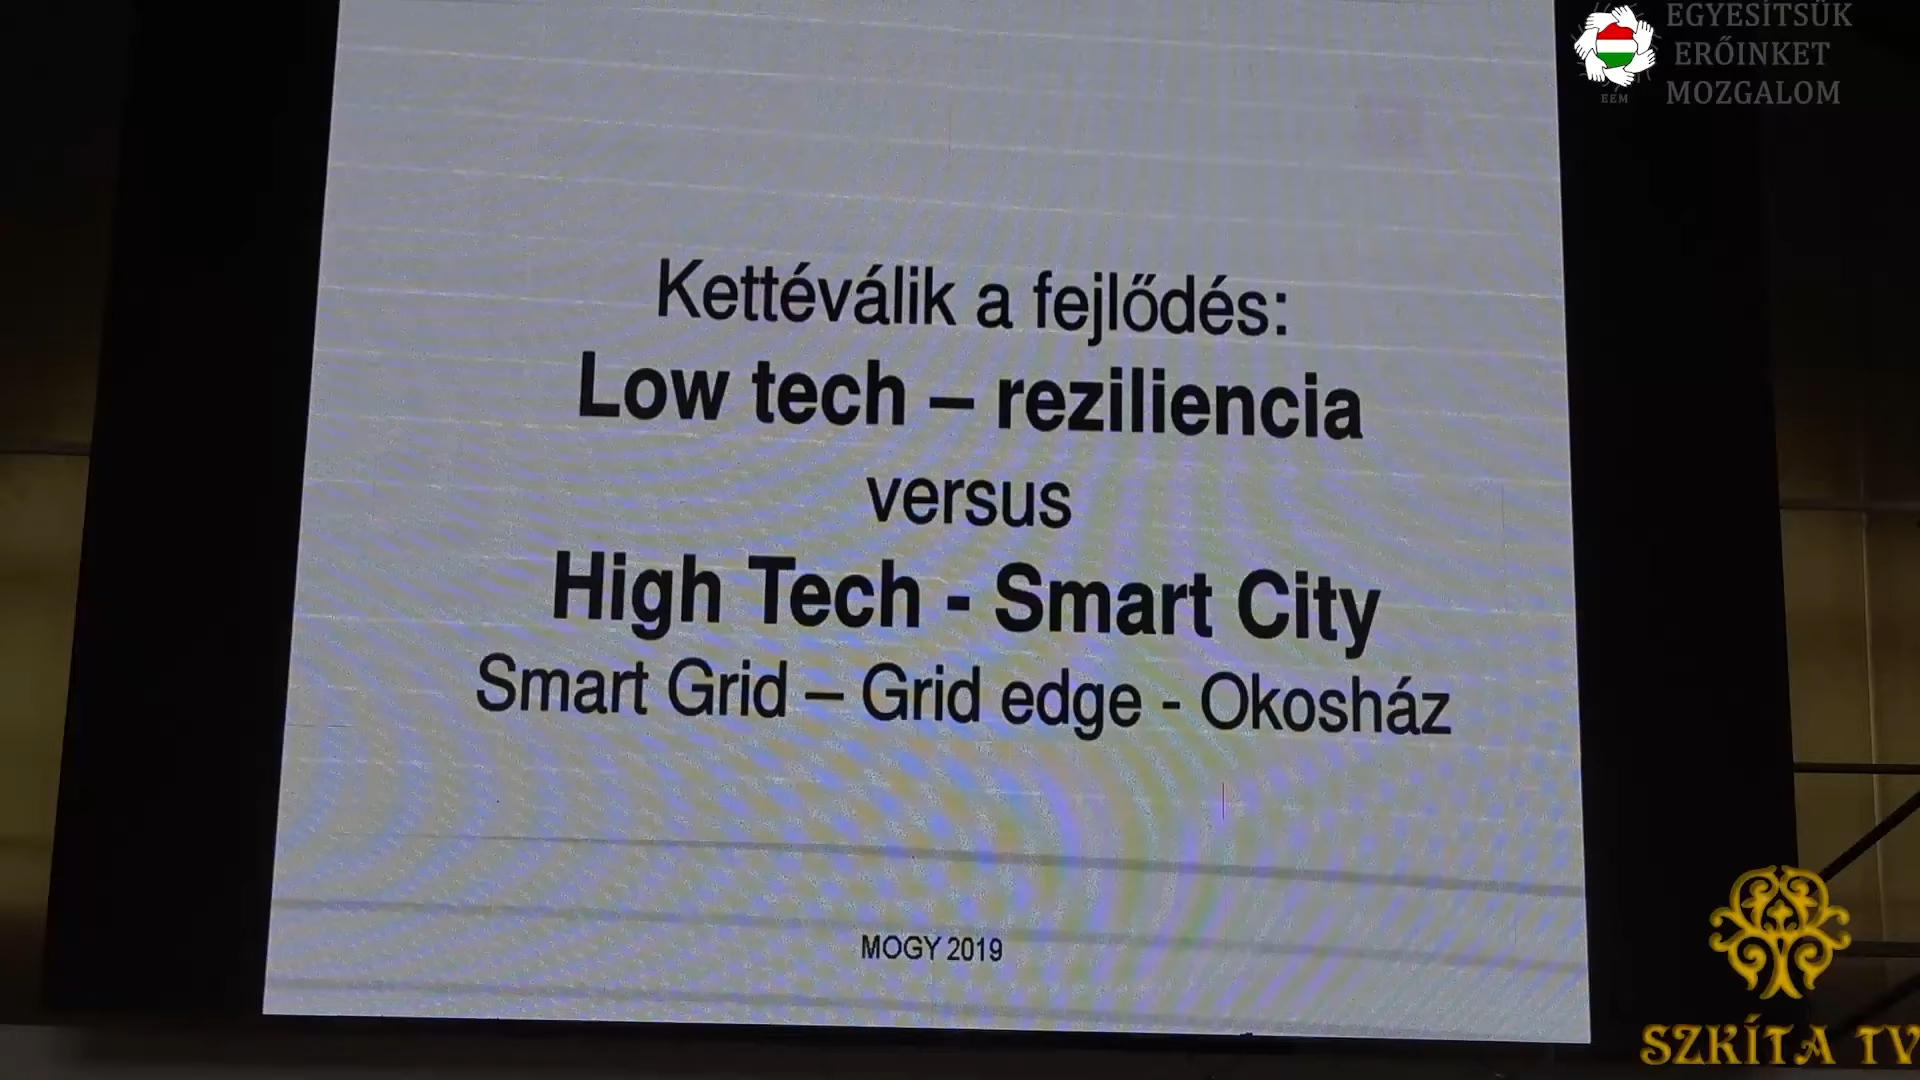 EGYESÍTSÜK
ERŐINKET
MOZGALOM
EEM
Kettéválik a fejlődés:
Low tech – reziliencia
versus
High Tech - Smart City
Smart Grid – Grid edge - Okosház
MOGY 2019
SZKÍTA TV